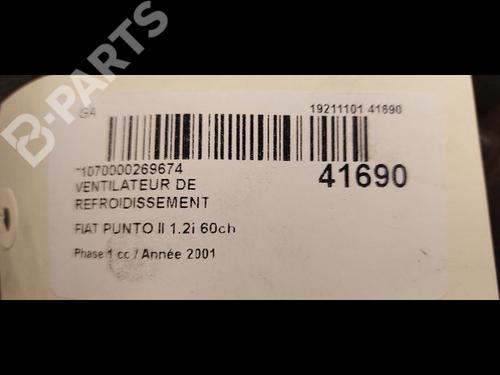 B-PARTS
G4
19211101 41690
*1070000269674
41690
VENTILATEUR DE
REFROIDISSEMENT
FIAT PUNTO II 1.2i 60ch
Phase 1 cc / Année 2001